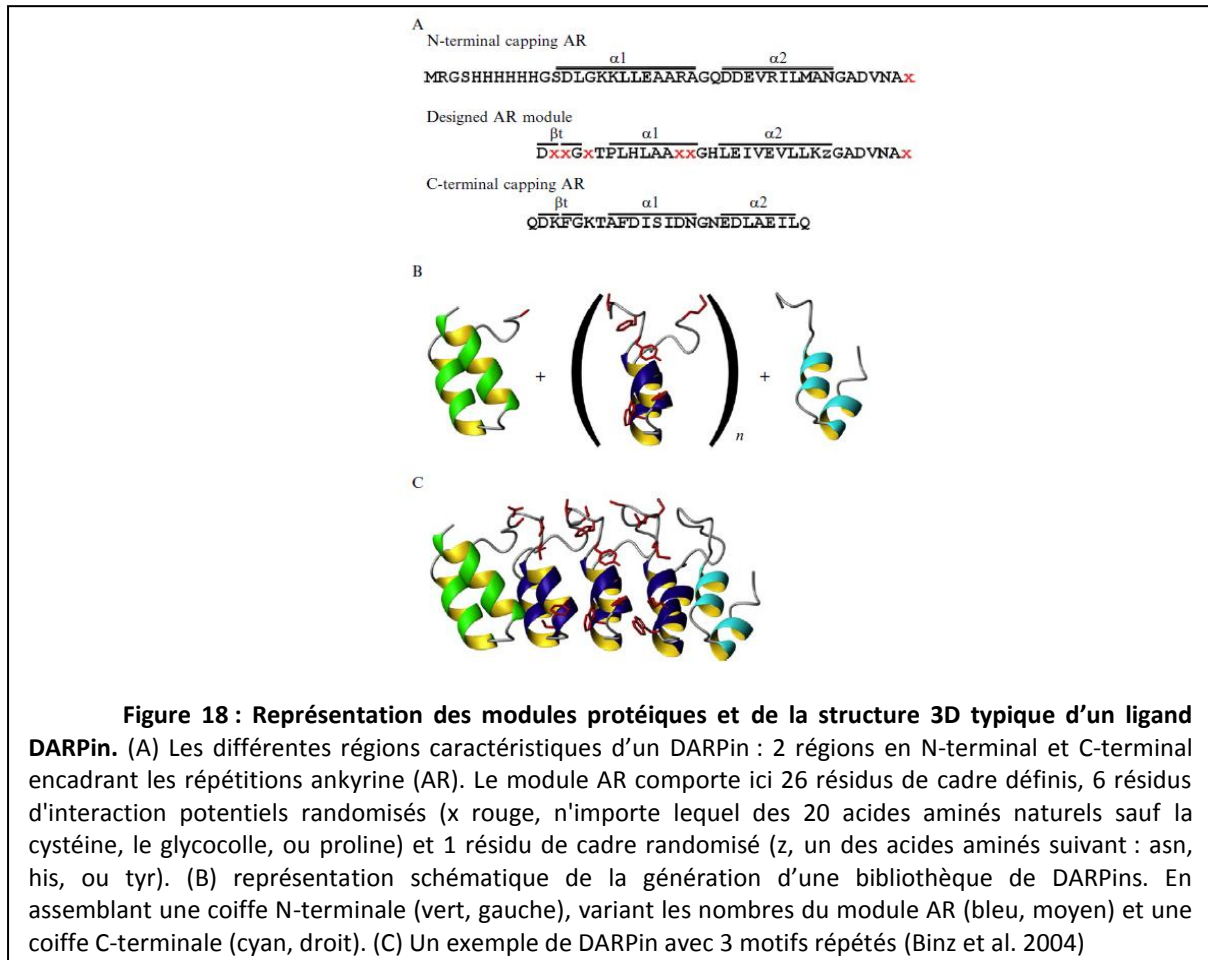 A
N-terminal capping AR
α1 α2
MRGSHHHHHHGSDLGKKLLEAARAGQDDEVRILMANGADVNAx
Designed AR module
βt α1 α2
DxxGxTPLHLAAxxGHLEIVEVLLKzGADVNAx
C-terminal capping AR
βt α1 α2
QDKFGKTAFDISIDNGNEDLAEILQ
B
+ ( ) n +
C
Figure 18 : Représentation des modules protéiques et de la structure 3D typique d’un ligand
DARPin. (A) Les différentes régions caractéristiques d’un DARPin : 2 régions en N-terminal et C-terminal
encadrant les répétitions ankyrine (AR). Le module AR comporte ici 26 résidus de cadre définis, 6 résidus
d'interaction potentiels randomisés (x rouge, n'importe lequel des 20 acides aminés naturels sauf la
cystéine, le glycocolle, ou proline) et 1 résidu de cadre randomisé (z, un des acides aminés suivant : asn,
his, ou tyr). (B) représentation schématique de la génération d’une bibliothèque de DARPins. En
assemblant une coiffe N-terminale (vert, gauche), variant les nombres du module AR (bleu, moyen) et une
coiffe C-terminale (cyan, droit). (C) Un exemple de DARPin avec 3 motifs répétés (Binz et al. 2004)